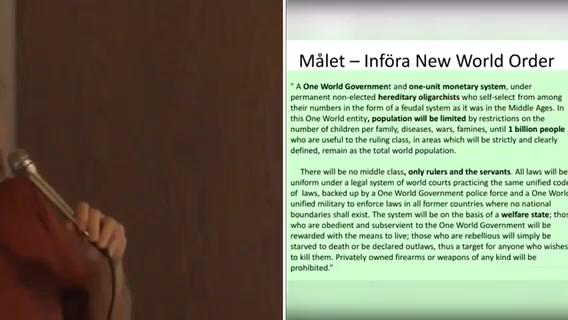 Målet – Införa New World Order
" A One World Government and one-unit monetary system, under
permanent non-elected hereditary oligarchists who self-select from among
their numbers in the form of a feudal system as it was in the Middle Ages. In
this One World entity, population will be limited by restrictions on the
number of children per family, diseases, wars, famines, until 1 billion people
who are useful to the ruling class, in areas which will be strictly and clearly
defined, remain as the total world population.
There will be no middle class, only rulers and the servants. All laws will be
uniform under a legal system of world courts practicing the same unified code
of laws, backed up by a One World Government police force and a One World
unified military to enforce laws in all former countries where no national
boundaries shall exist. The system will be on the basis of a welfare state; those
who are obedient and subservient to the One World Government will be
rewarded with the means to live; those who are rebellious will simply be
starved to death or be declared outlaws, thus a target for anyone who wishes
to kill them. Privately owned firearms or weapons of any kind will be
prohibited."